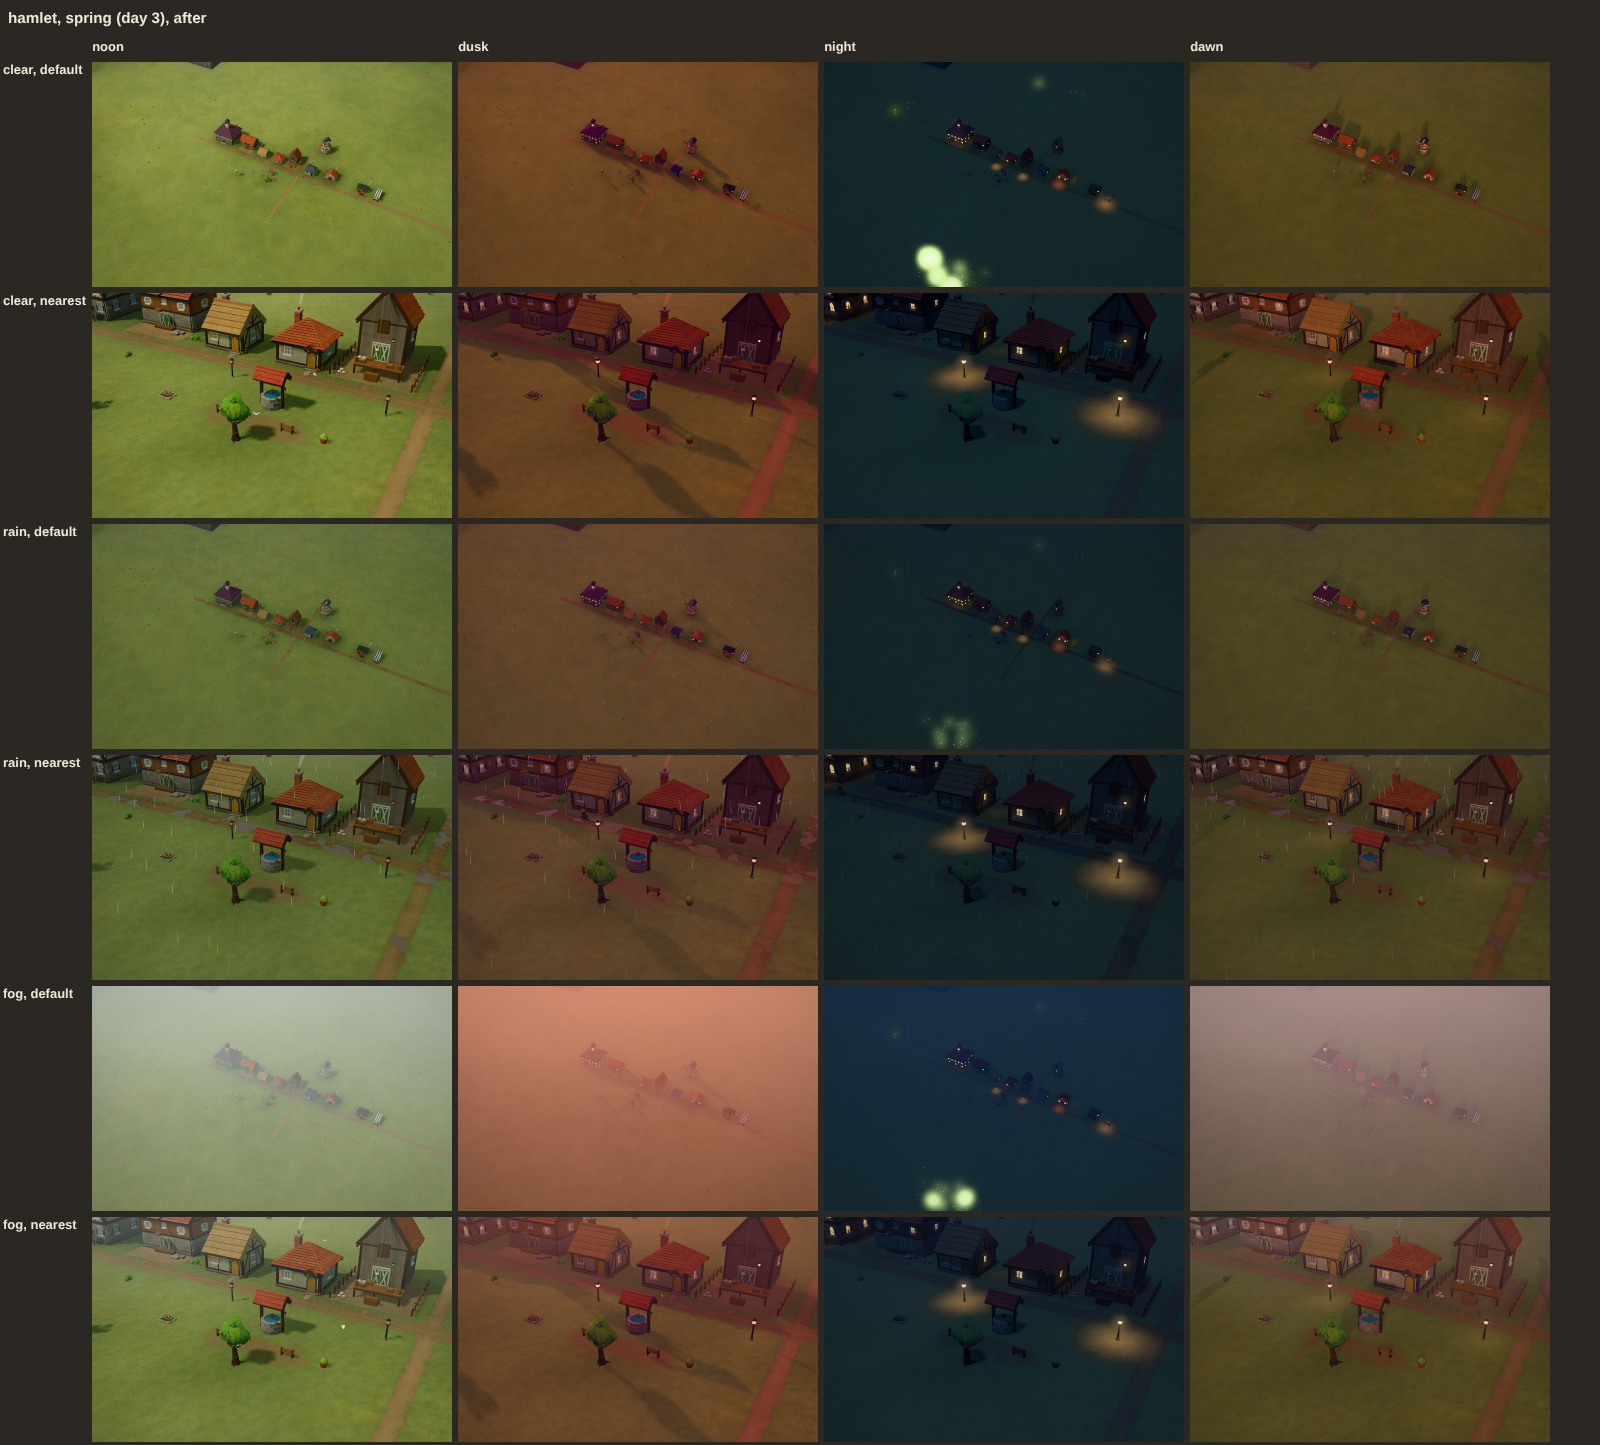 hamlet, spring (day 3), after
noon dusk night dawn
clear, default
clear, nearest
rain, default
rain, nearest
fog, default
fog, nearest